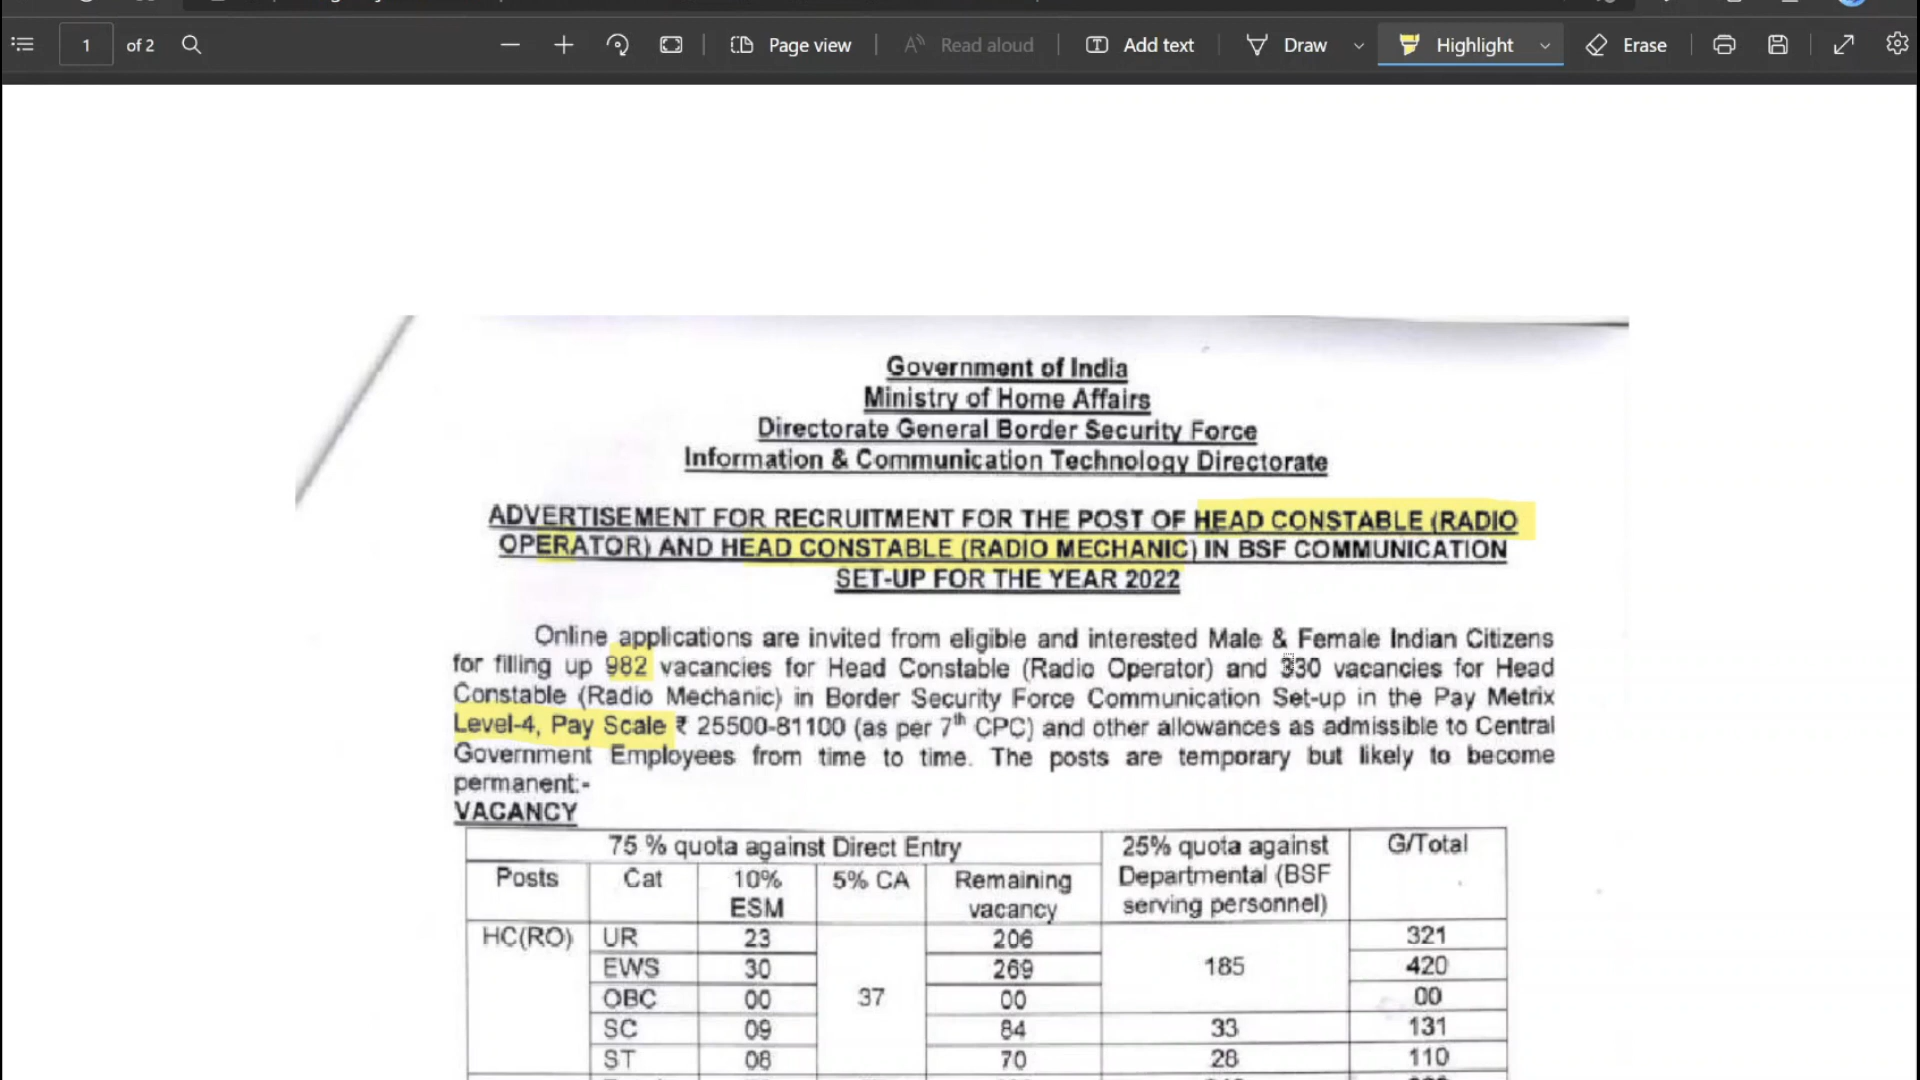 1 of 2 Page view Read aloud Add text Draw Highlight Erase
Government of India
Ministry of Home Affairs
Directorate General Border Security Force
Information & Communication Technology Directorate
ADVERTISEMENT FOR RECRUITMENT FOR THE POST OF HEAD CONSTABLE (RADIO
OPERATOR) AND HEAD CONSTABLE (RADIO MECHANIC) IN BSF COMMUNICATION
SET-UP FOR THE YEAR 2022
Online applications are invited from eligible and interested Male & Female Indian Citizens
for filling up 982 vacancies for Head Constable (Radio Operator) and 330 vacancies for Head
Constable (Radio Mechanic) in Border Security Force Communication Set-up in the Pay Metrix
Level-4, Pay Scale ₹ 25500-81100 (as per 7th CPC) and other allowances as admissible to Central
Government Employees from time to time. The posts are temporary but likely to become
permanent:-
VACANCY
75 % quota against Direct Entry 25% quota against Departmental (BSF serving personnel) G/Total
Posts Cat 10% ESM 5% CA Remaining vacancy
HC(RO) UR 23 37 206 185 321
EWS 30 269 420
OBC 00 00 00
SC 09 84 33 131
ST 08 70 28 110